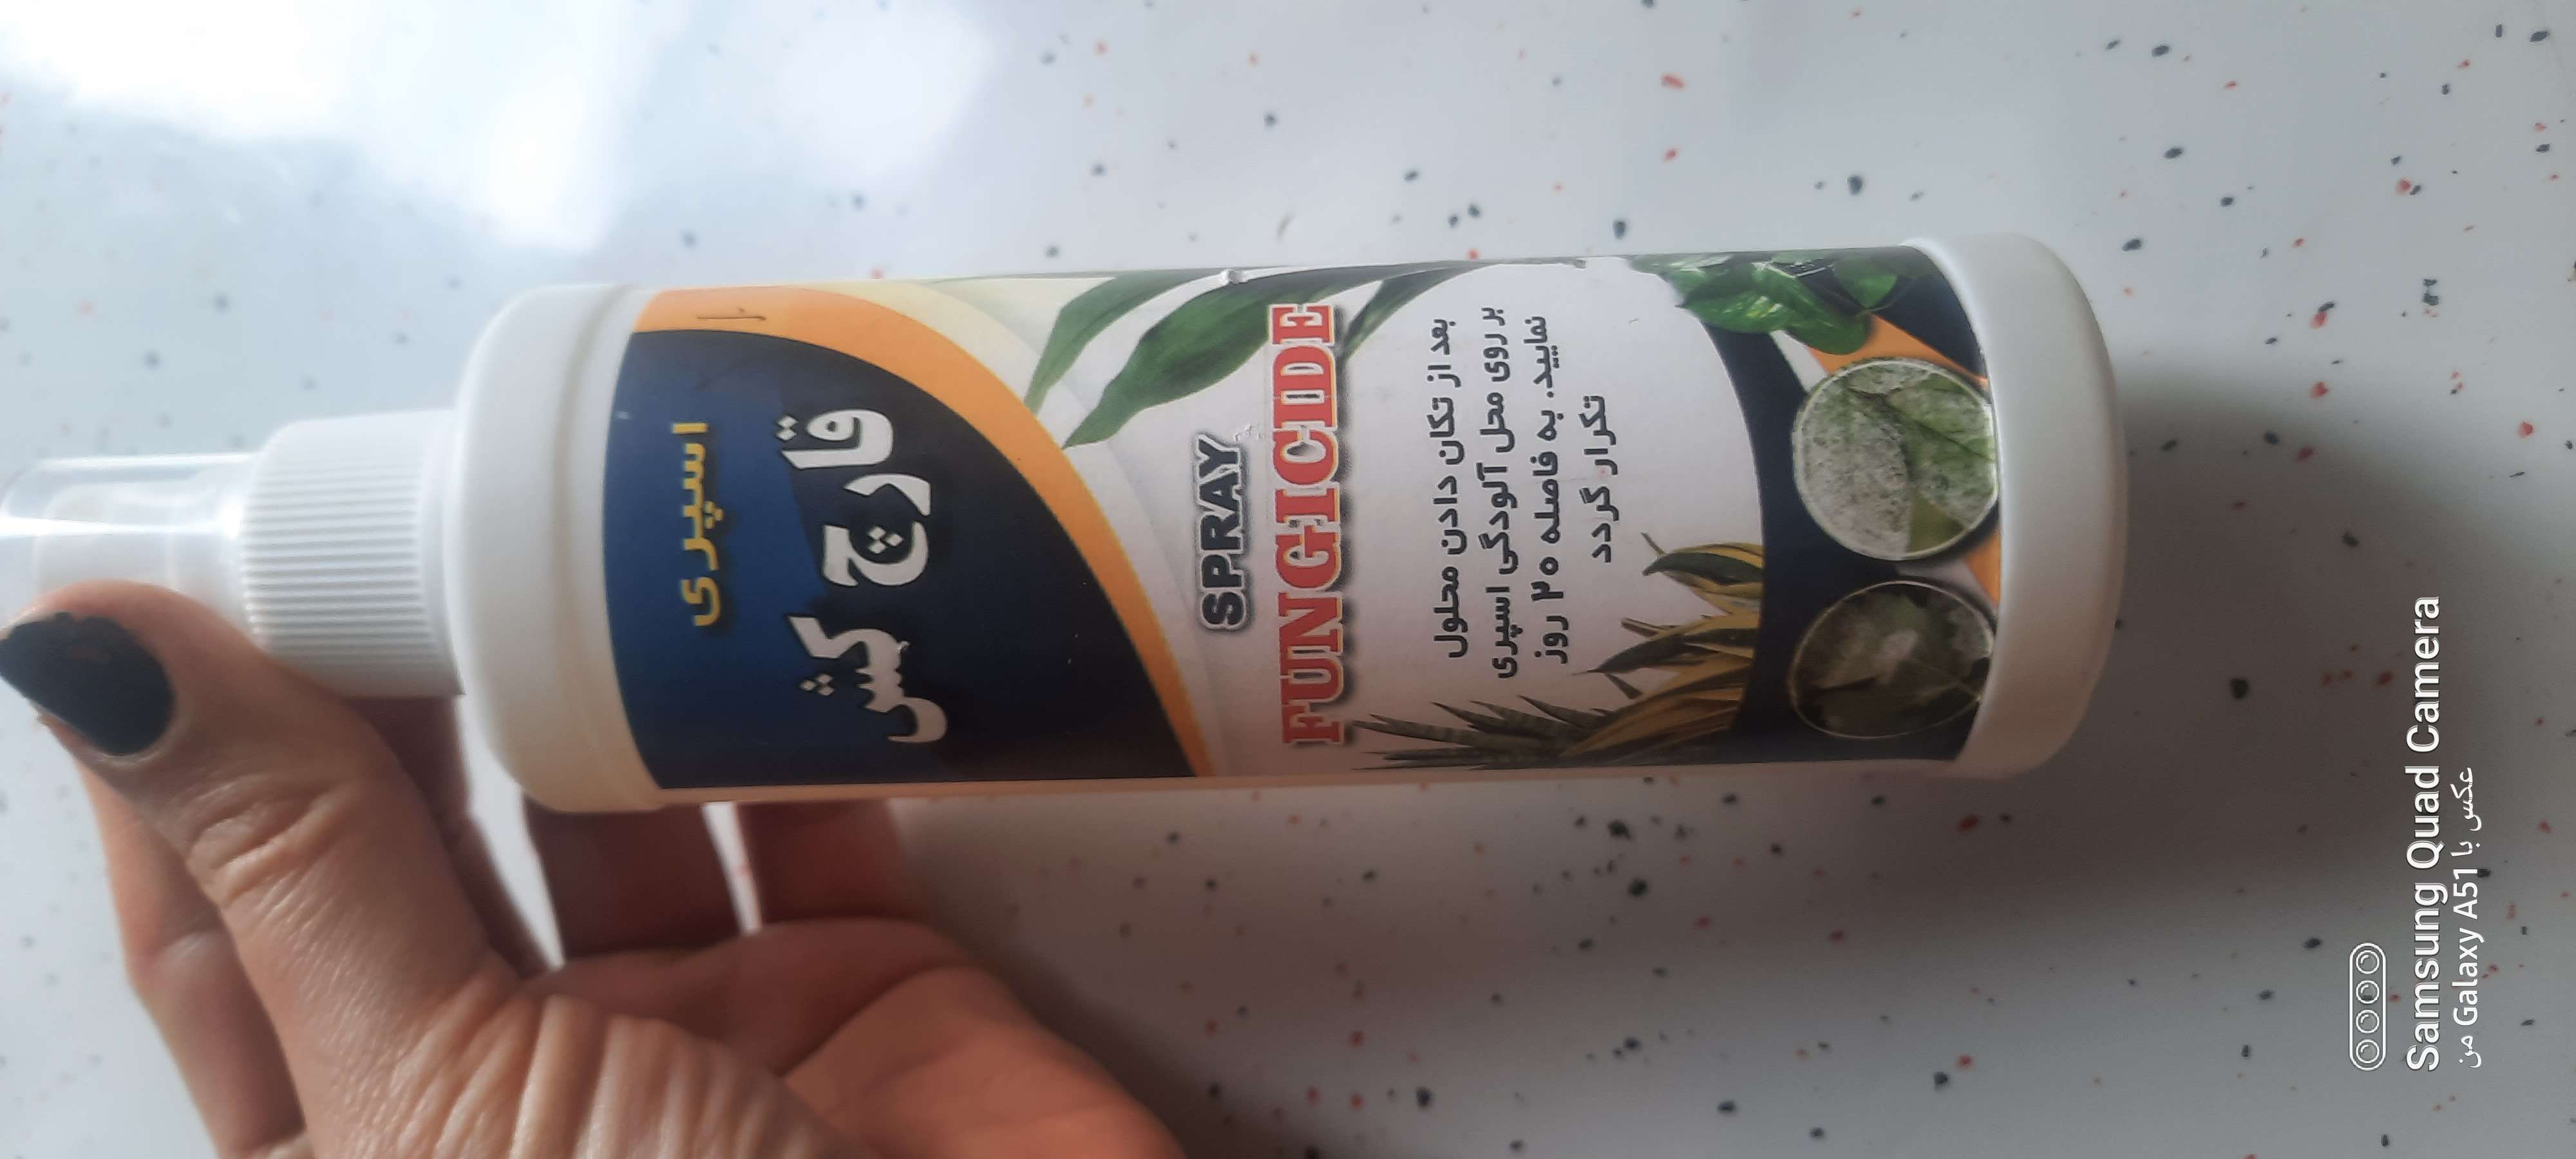 اسپری
قارچ کش
SPRAY
FUNGICIDE
بعد از تکان دادن محلول
بر روی محل آلودگی اسپری
نمایید. به فاصله ۲۰ روز
تکرار گردد
Samsung Quad Camera
عکس با Galaxy A51 من